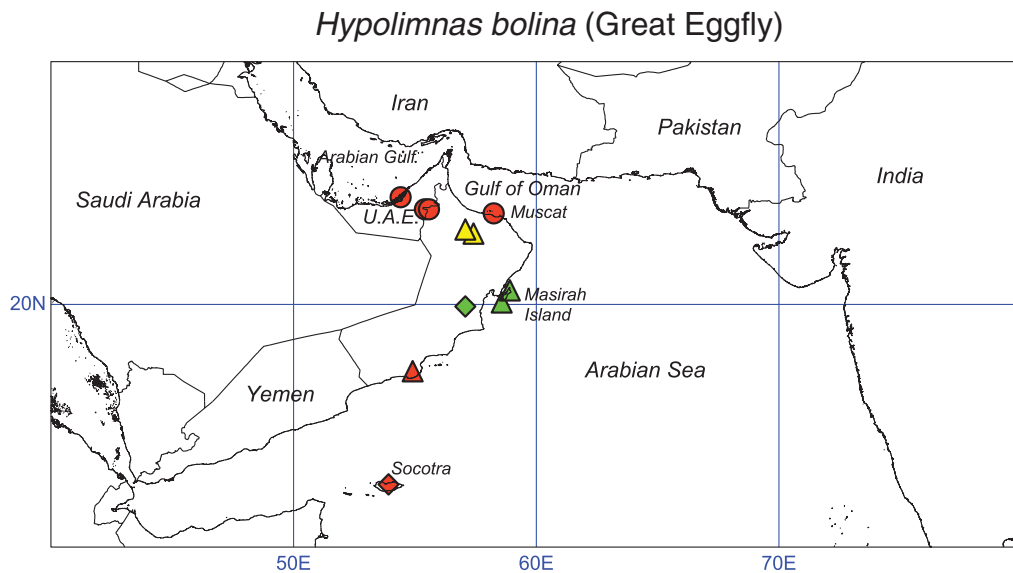 Hypolimnas bolina (Great Eggfly)
Iran
Pakistan
Arabian Gulf
India
Saudi Arabia
Gulf of Oman
U.A.E.
Muscat
20N
Masirah
Island
Arabian Sea
Yemen
Socotra
50E
60E
70E